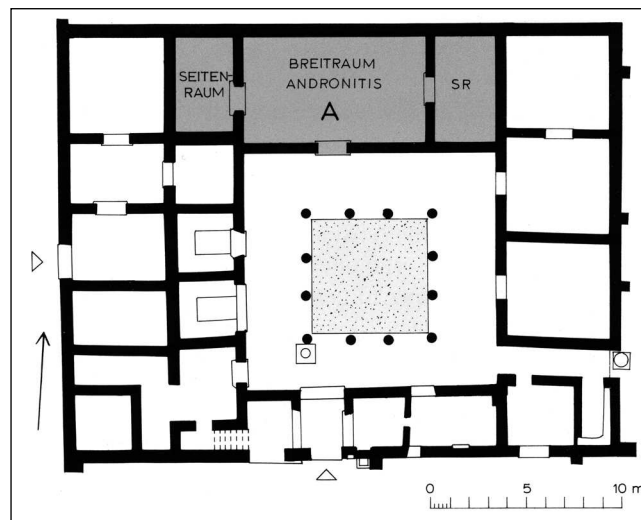 SEITEN-
RAUM
BREITRAUM
ANDRONITIS
A
SR
0 5 10 m